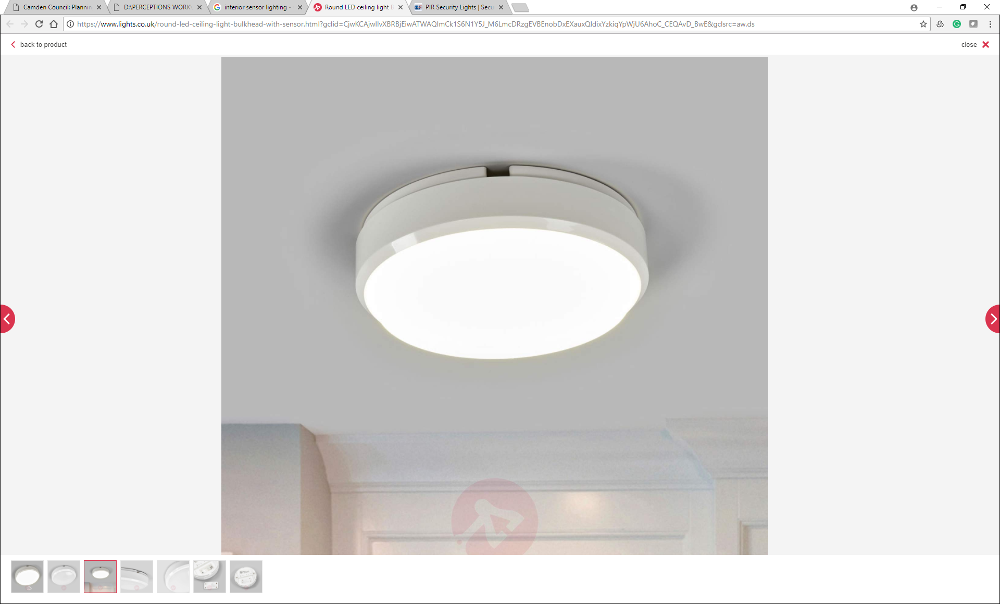 Camden Council: Plannin
D:\PERCEPTIONS WORK\
interior sensor lighting -
Round LED ceiling light B
PIR Security Lights | Secu
https://www.lights.co.uk/round-led-ceiling-light-bulkhead-with-sensor.html?gclid=CjwKCAjwlIvXBRBjEiwATWAQImCk1S6N1Y5J_M6LmcDRzgEVBEnobDxEXauxQIdixYzkiqYpWjU6AhoC_CEQAvD_BwE&gclsrc=aw.ds
back to product
close